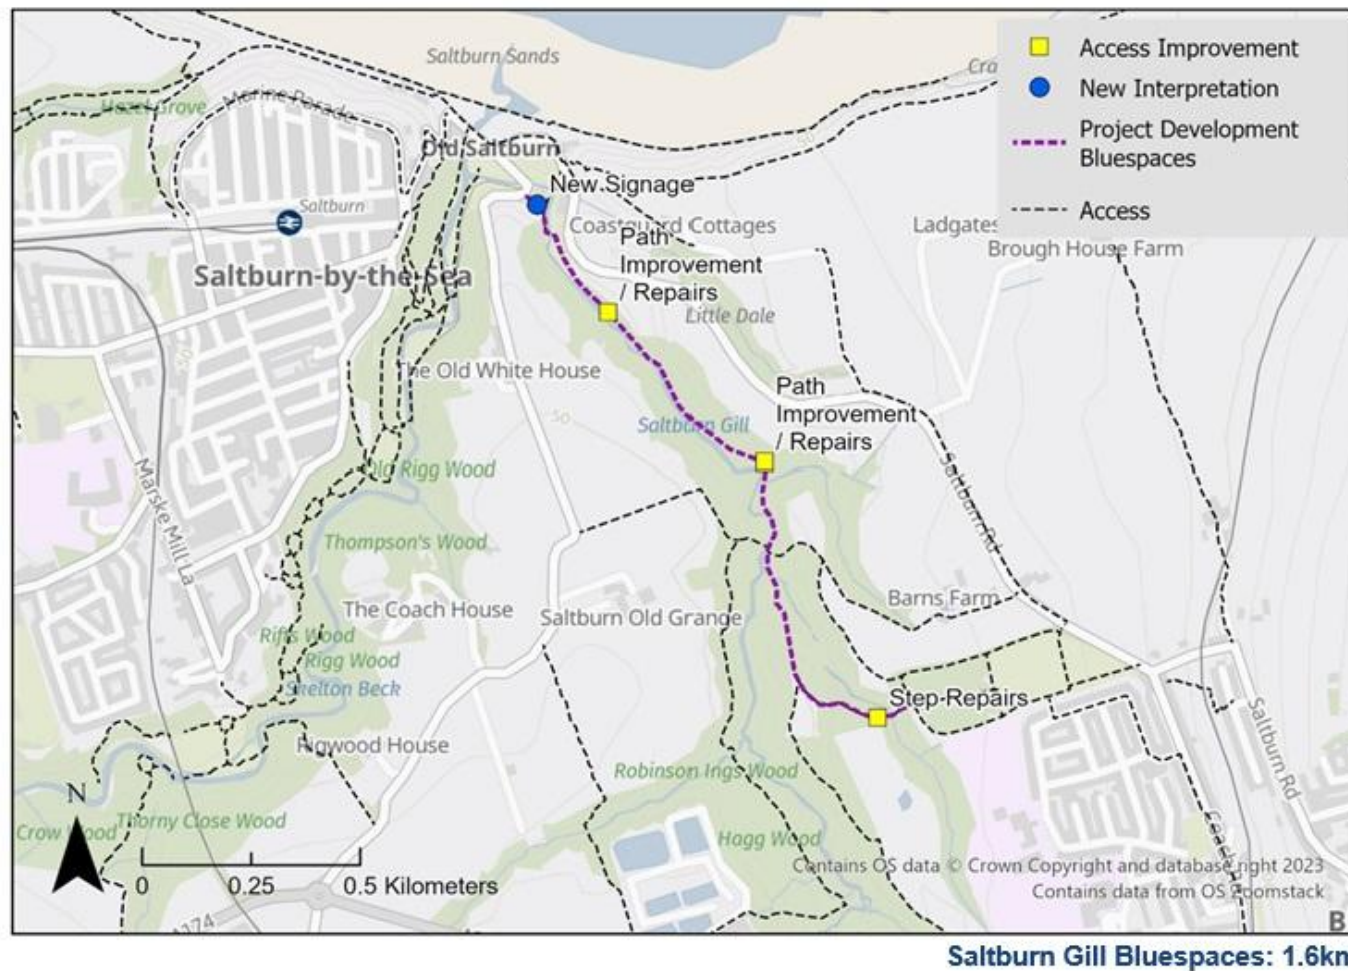 Saltburn Sands
Access Improvement
New Interpretation
Project Development
Bluespaces
Access
Hazel Grove
Marine Parade
Old Saltburn
New Signage
Saltburn
Coastguard Cottages
Path
Improvement
/ Repairs
Ladgates
Brough House Farm
Saltburn-by-the-Sea
Little Dale
The Old White House
Path
Improvement
/ Repairs
50
Saltburn Gill
Old Rigg Wood
Marske Mill La
Saltburn Rd
Thompson's Wood
The Coach House
Saltburn Old Grange
Barns Farm
Rifts Wood
Rigg Wood
Skelton Beck
Step Repairs
Rigwood House
Saltburn Rd
Robinson Ings Wood
N
Crow Wood
Thorny Close Wood
Hagg Wood
0 0.25 0.5 Kilometers
Contains OS data © Crown Copyright and database right 2023
Contains data from OS Zoomstack
A174
B
Saltburn Gill Bluespaces: 1.6km